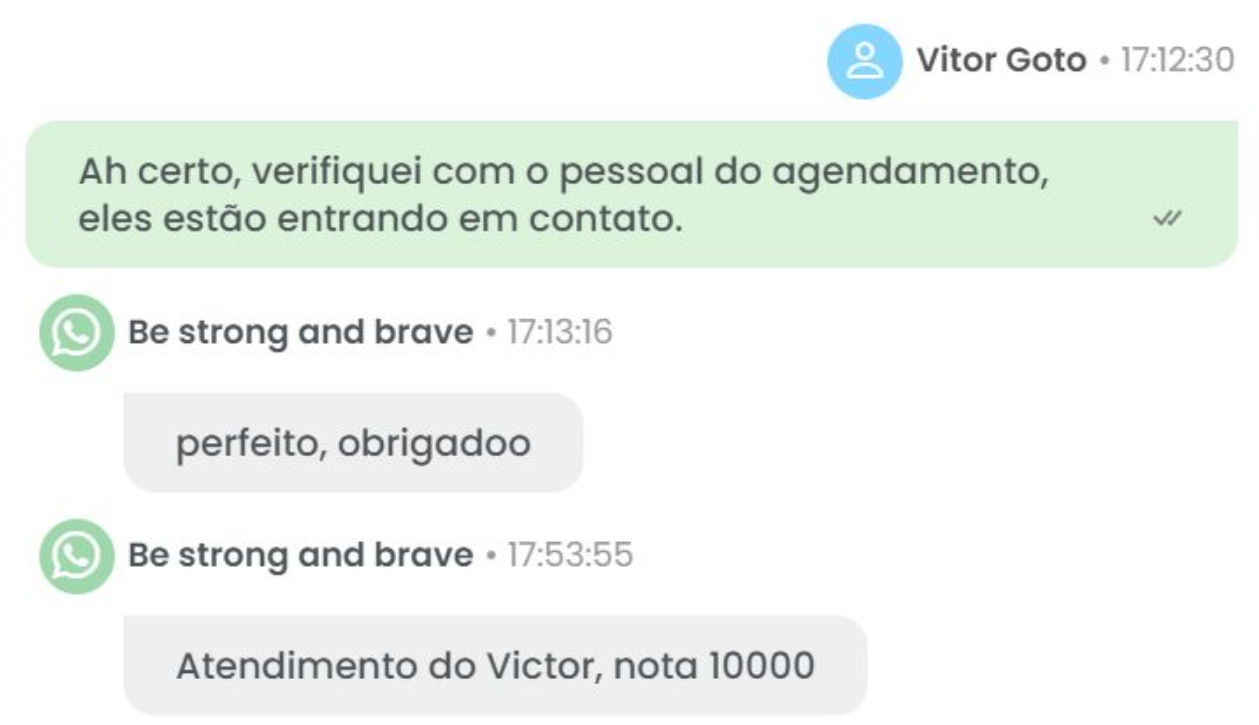 Vitor Goto • 17:12:30
Ah certo, verifiquei com o pessoal do agendamento,
eles estão entrando em contato.
Be strong and brave • 17:13:16
perfeito, obrigadoo
Be strong and brave • 17:53:55
Atendimento do Victor, nota 10000